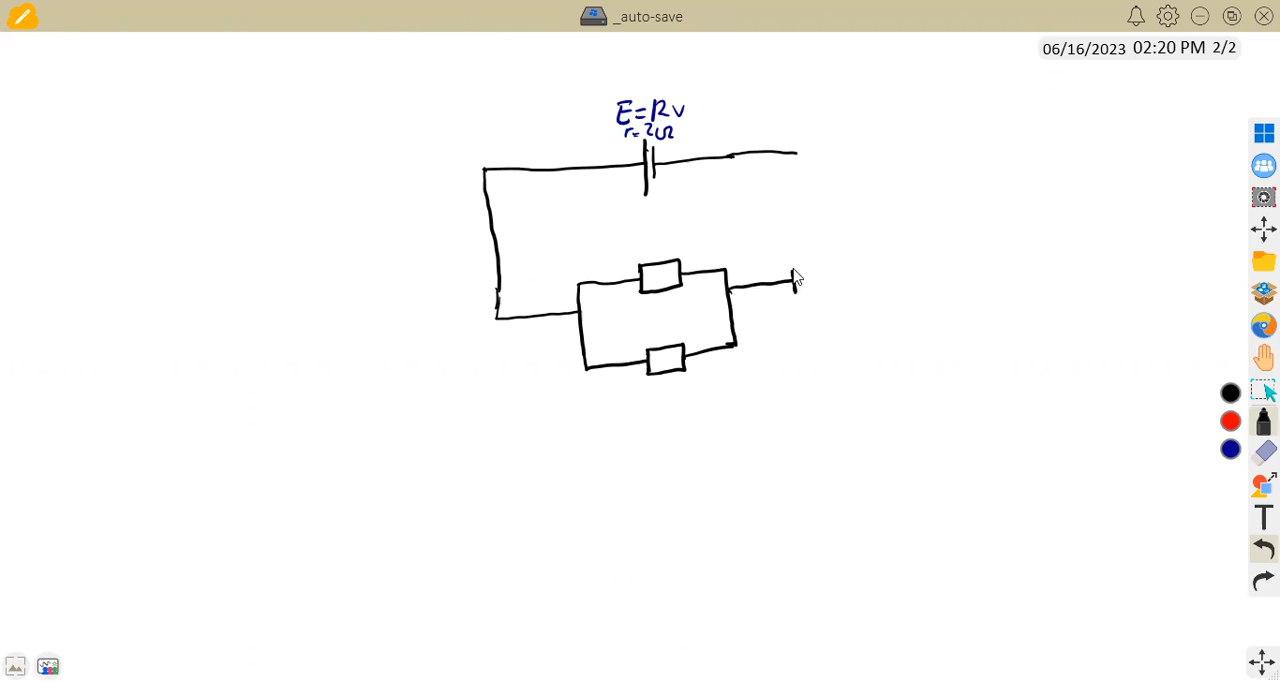 _auto-save
06/16/2023 02:20 PM 2/2
E=12v
r=2Ω
T